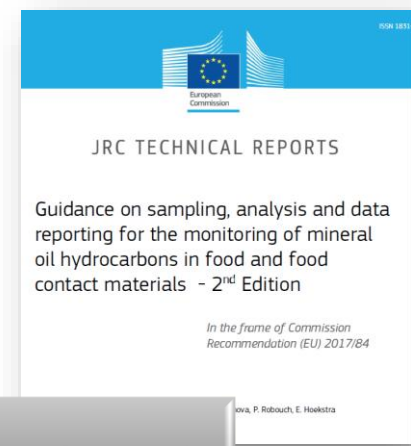 ISSN 1831
European
Commission
JRC TECHNICAL REPORTS
Guidance on sampling, analysis and data
reporting for the monitoring of mineral
oil hydrocarbons in food and food
contact materials - 2nd Edition
In the frame of Commission
Recommendation (EU) 2017/84
P. Robouch, E. Hoekstra